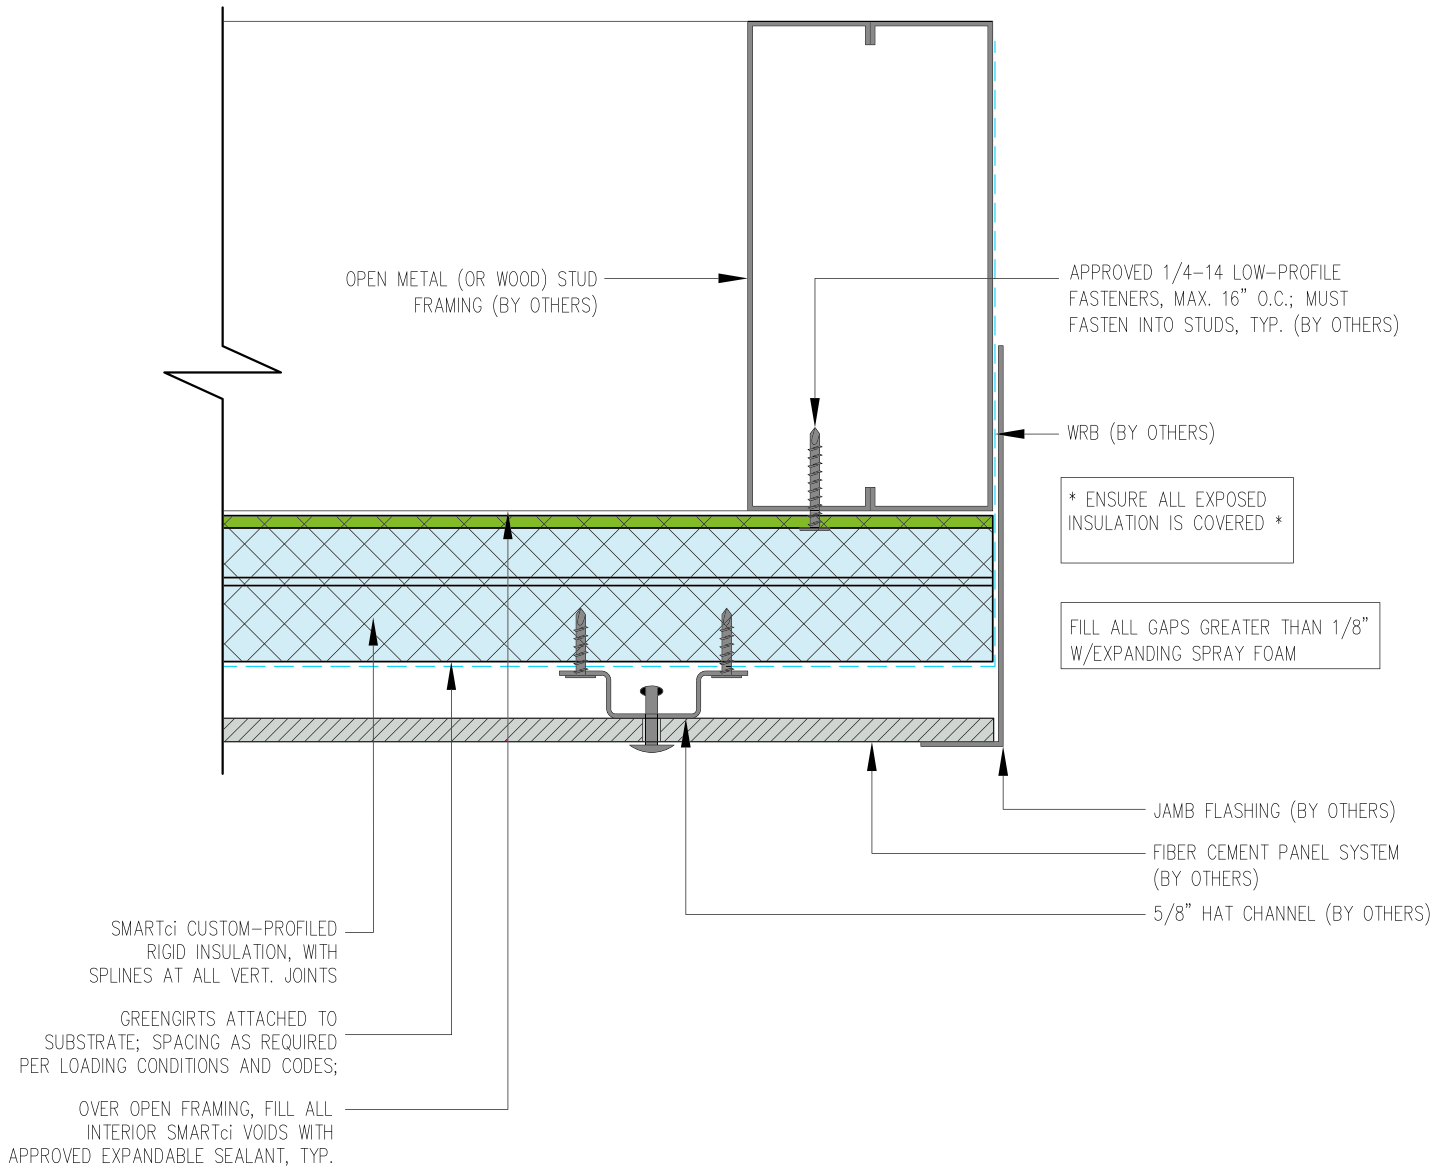 OPEN METAL (OR WOOD) STUD
FRAMING (BY OTHERS)
APPROVED 1/4-14 LOW-PROFILE
FASTENERS, MAX. 16" O.C.; MUST
FASTEN INTO STUDS, TYP. (BY OTHERS)
WRB (BY OTHERS)
* ENSURE ALL EXPOSED
INSULATION IS COVERED *
FILL ALL GAPS GREATER THAN 1/8"
W/EXPANDING SPRAY FOAM
JAMB FLASHING (BY OTHERS)
FIBER CEMENT PANEL SYSTEM
(BY OTHERS)
5/8" HAT CHANNEL (BY OTHERS)
SMARTci CUSTOM-PROFILED
RIGID INSULATION, WITH
SPLINES AT ALL VERT. JOINTS
GREENGIRTS ATTACHED TO
SUBSTRATE; SPACING AS REQUIRED
PER LOADING CONDITIONS AND CODES;
OVER OPEN FRAMING, FILL ALL
INTERIOR SMARTci VOIDS WITH
APPROVED EXPANDABLE SEALANT, TYP.